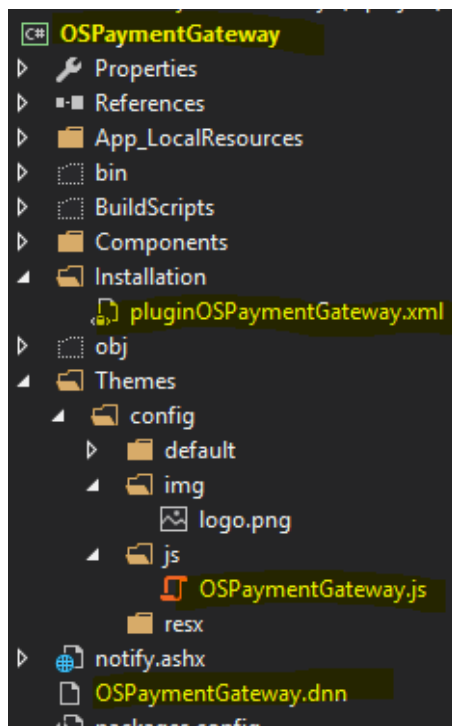 C# OSPaymentGateway
Properties
References
App_LocalResources
bin
BuildScripts
Components
Installation
pluginOSPaymentGateway.xml
obj
Themes
config
default
img
logo.png
js
OSPaymentGateway.js
resx
notify.ashx
OSPaymentGateway.dnn